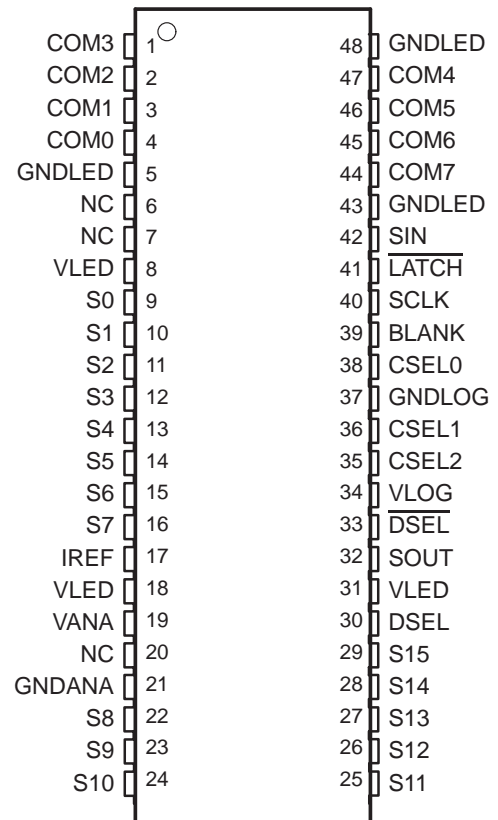 COM3 1 48 GNDLED
COM2 2 47 COM4
COM1 3 46 COM5
COM0 4 45 COM6
GNDLED 5 44 COM7
NC 6 43 GNDLED
NC 7 42 SIN
VLED 8 41 LATCH
S0 9 40 SCLK
S1 10 39 BLANK
S2 11 38 CSEL0
S3 12 37 GNDLOG
S4 13 36 CSEL1
S5 14 35 CSEL2
S6 15 34 VLOG
S7 16 33 DSEL
IREF 17 32 SOUT
VLED 18 31 VLED
VANA 19 30 DSEL
NC 20 29 S15
GNDANA 21 28 S14
S8 22 27 S13
S9 23 26 S12
S10 24 25 S11